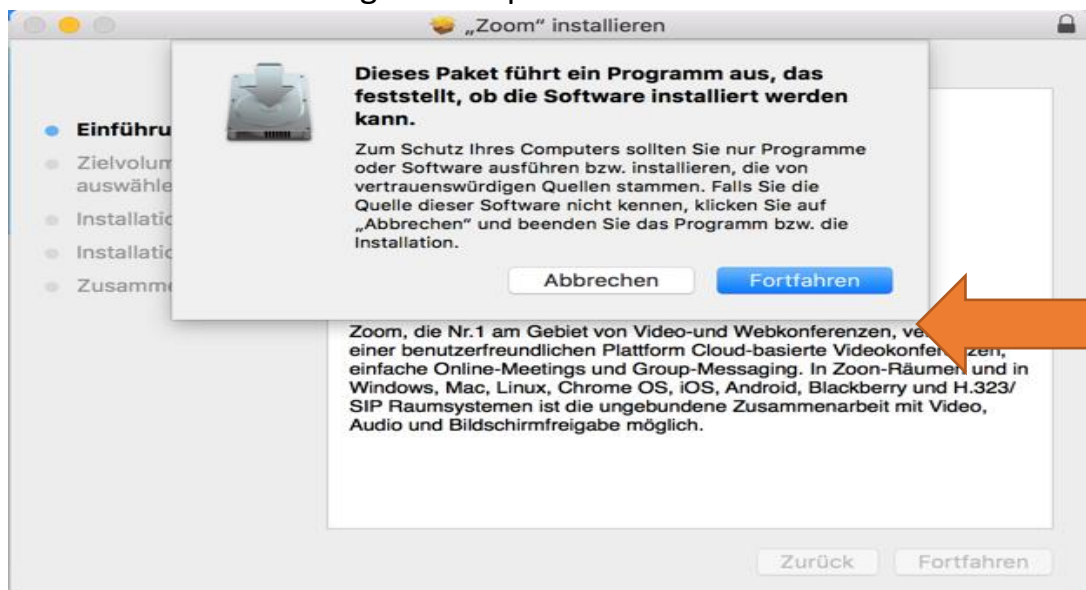 „Zoom“ installieren
Dieses Paket führt ein Programm aus, das
feststellt, ob die Software installiert werden
kann.
Zum Schutz Ihres Computers sollten Sie nur Programme
oder Software ausführen bzw. installieren, die von
vertrauenswürdigen Quellen stammen. Falls Sie die
Quelle dieser Software nicht kennen, klicken Sie auf
„Abbrechen“ und beenden Sie das Programm bzw. die
Installation.
Abbrechen Fortfahren
Einführu
Zielvolum
auswähle
Installatio
Installatio
Zusamme
Zoom, die Nr.1 am Gebiet von Video-und Webkonferenzen,
einer benutzerfreundlichen Plattform Cloud-basierte
einfache Online-Meetings und Group-Messaging. In Zoon-Räumen und in
Windows, Mac, Linux, Chrome OS, iOS, Android, Blackberry und H.323/
SIP Raumsystemen ist die ungebundene Zusammenarbeit mit Video,
Audio und Bildschirmfreigabe möglich.
Zurück Fortfahren